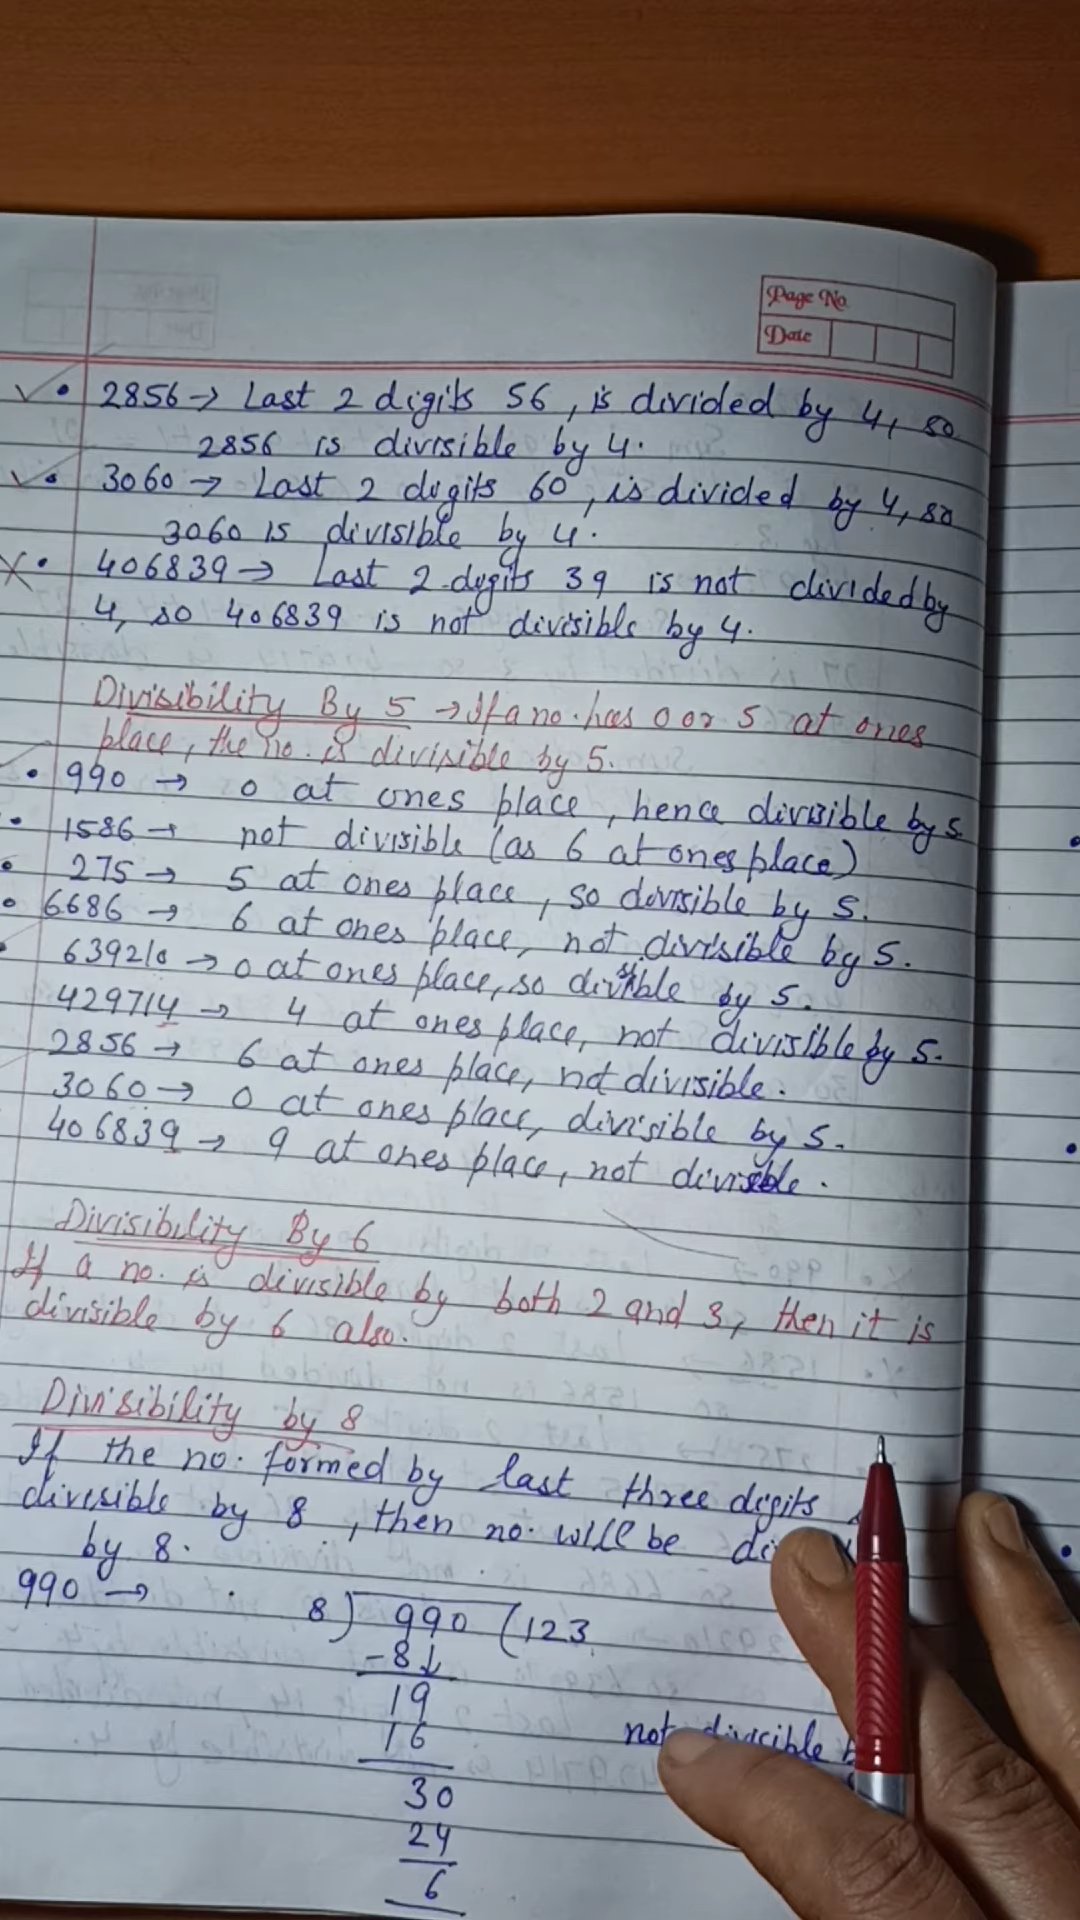 Page No.
Date
2856 → Last 2 digits 56, is divided by 4, so
2856 is divisible by 4.
3060 → Last 2 digits 60, is divided by 4, so
3060 is divisible by 4.
406839 → Last 2 digits 39 is not divided by
4, so 406839 is not divisible by 4.
Divisibility By 5 → If a no. has 0 or 5 at ones
place, the no. is divisible by 5.
990 → 0 at ones place, hence divisible by 5
1586 → not divisible (as 6 at ones place)
275 → 5 at ones place, so divisible by 5.
6686 → 6 at ones place, not divisible by 5.
639210 → 0 at ones place, so divisible by 5.
429714 → 4 at ones place, not divisible by 5.
2856 → 6 at ones place, not divisible.
3060 → 0 at ones place, divisible by 5.
406839 → 9 at ones place, not divisible.
Divisibility By 6
If a no. is divisible by both 2 and 3, then it is
divisible by 6 also.
Divisibility by 8
If the no. formed by last three digits
divisible by 8, then no. will be
by 8.
990 → 8) 990 (123
-8↓
19
16
not divisible
30
24
6